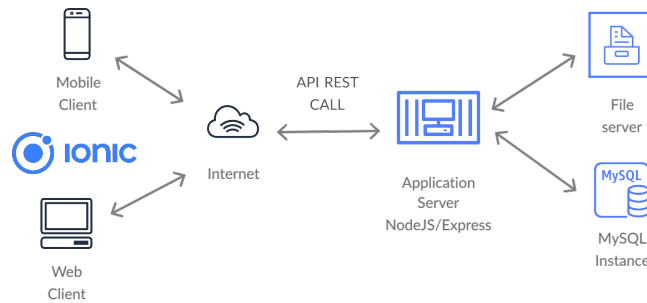 Mobile
Client
IONIC
Web
Client
Internet
API REST
CALL
Application
Server
NodeJS/Express
File
server
MySQL
MySQL
Instance